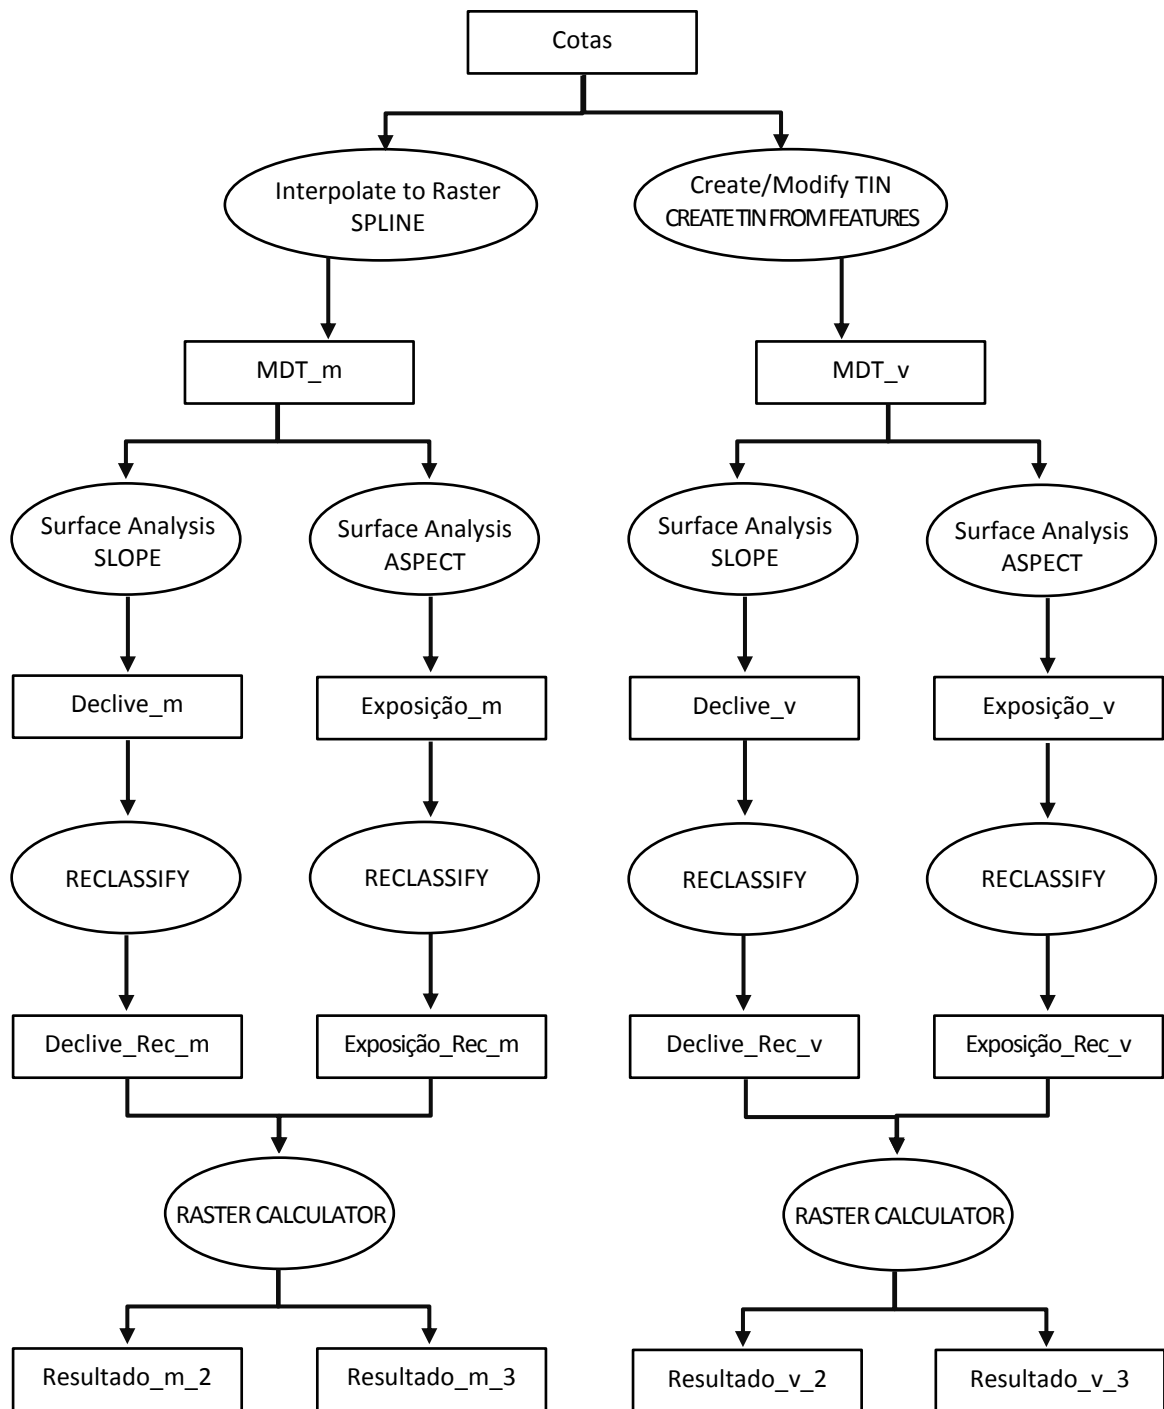 Cotas
Interpolate to Raster
SPLINE
Create/Modify TIN
CREATE TIN FROM FEATURES
MDT_m
MDT_v
Surface Analysis
SLOPE
Surface Analysis
ASPECT
Surface Analysis
SLOPE
Surface Analysis
ASPECT
Declive_m
Exposição_m
Declive_v
Exposição_v
RECLASSIFY
RECLASSIFY
RECLASSIFY
RECLASSIFY
Declive_Rec_m
Exposição_Rec_m
Declive_Rec_v
Exposição_Rec_v
RASTER CALCULATOR
RASTER CALCULATOR
Resultado_m_2
Resultado_m_3
Resultado_v_2
Resultado_v_3